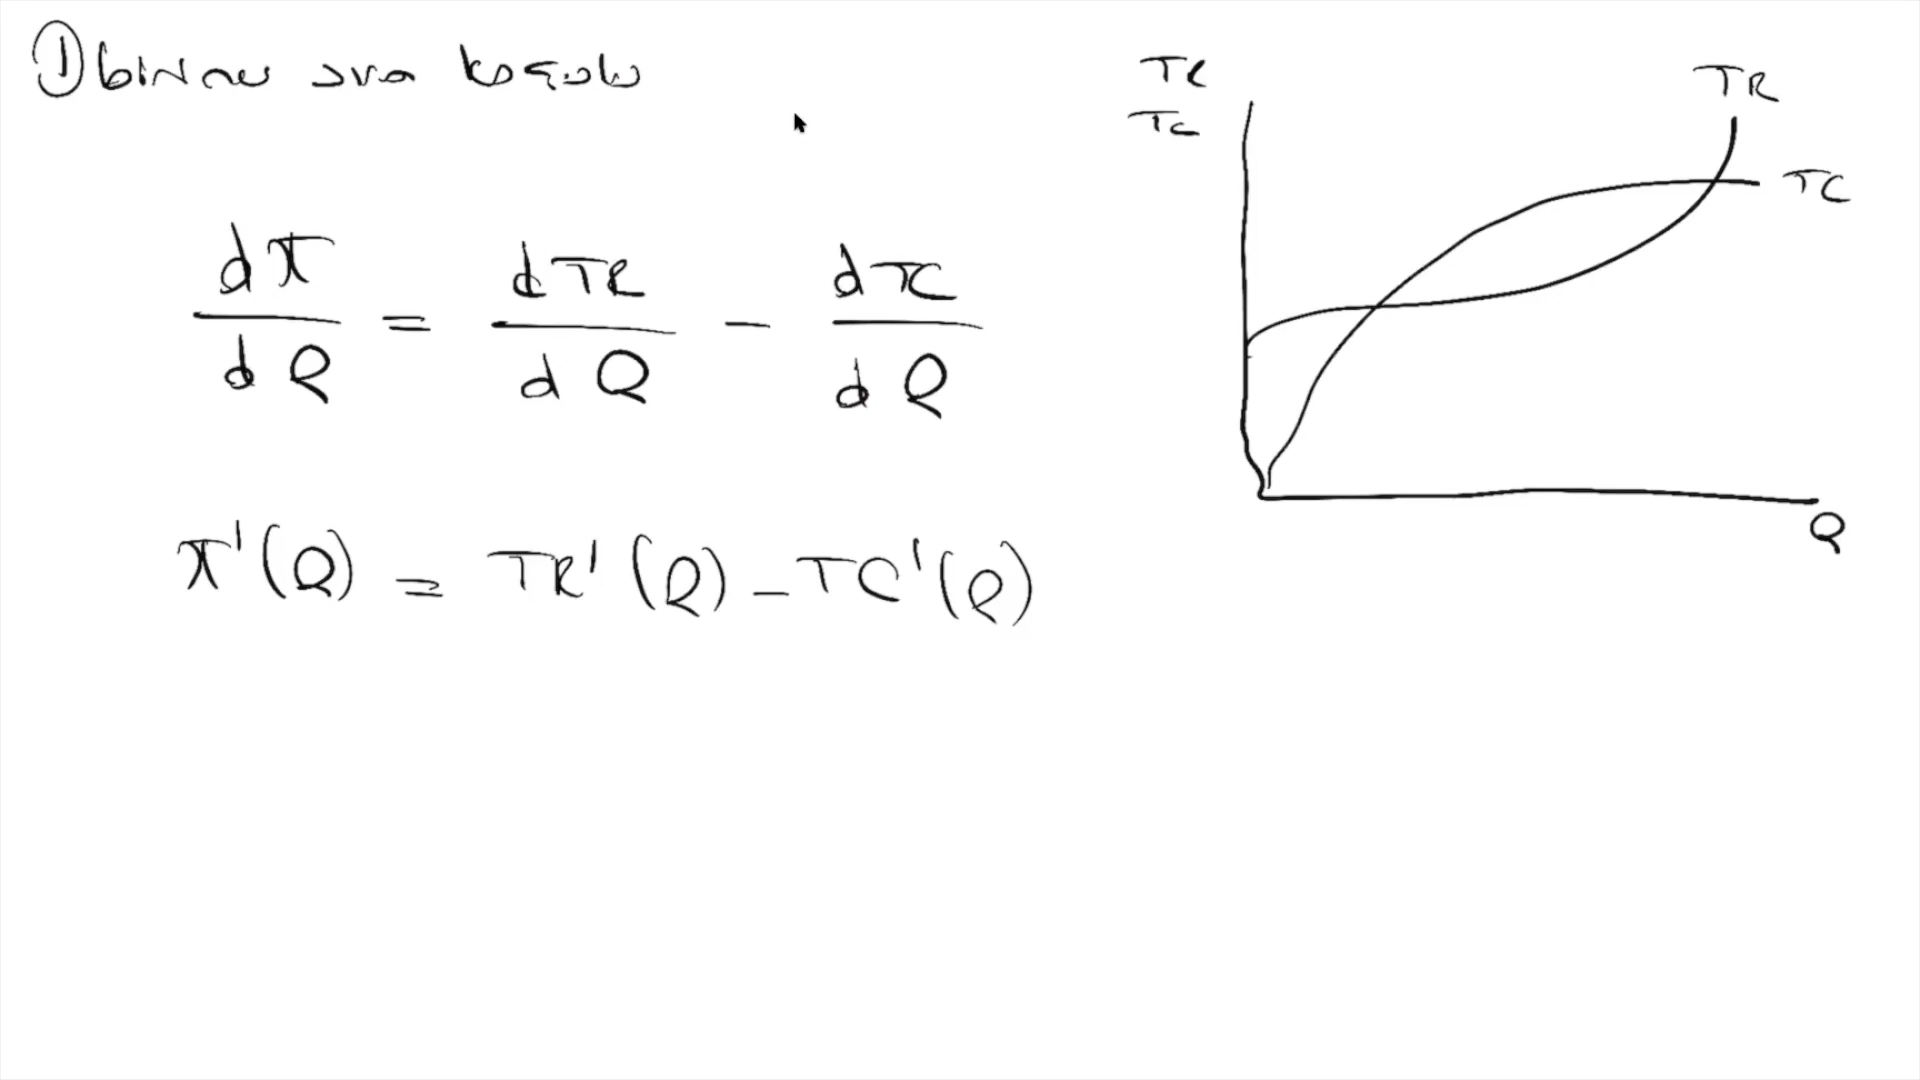 ①
dπ/dQ = dTR/dQ - dTC/dQ
π'(Q) = TR'(Q) - TC'(Q)
TR
TC
TR
TC
Q